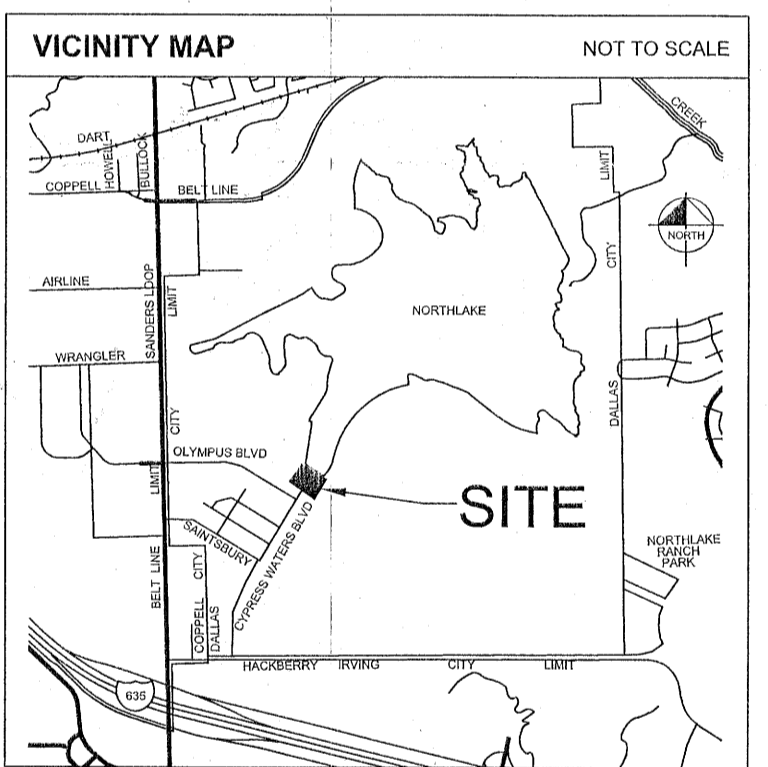 VICINITY MAP
NOT TO SCALE
CREEK
DART
HOWELL
BULLOCK
LIMIT
COPPELL
BELT LINE
NORTH
CITY
AIRLINE
SANDERS LOOP
LIMIT
NORTHLAKE
WRANGLER
DALLAS
CITY
OLYMPUS BLVD
LIMIT
SITE
SAINTSBURY
CYPRESS WATERS BLVD
NORTHLAKE
RANCH
PARK
BELT LINE
CITY
COPPELL
DALLAS
HACKBERRY IRVING CITY LIMIT
635